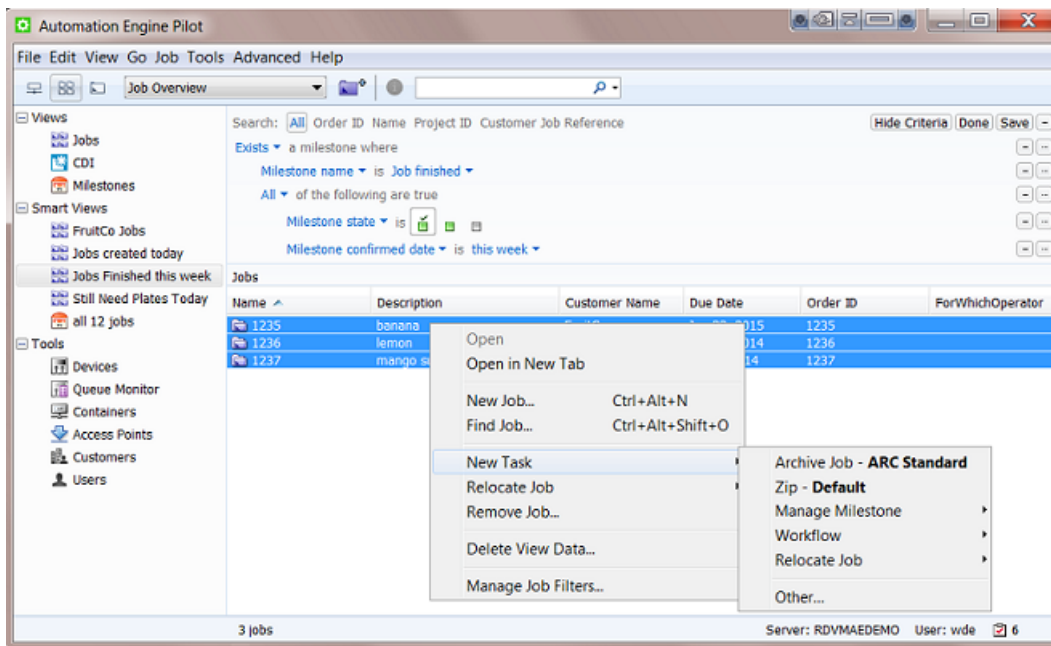 Automation Engine Pilot
File Edit View Go Job Tools Advanced Help
Job Overview
Views
Jobs
CDI
Milestones
Smart Views
FruitCo Jobs
Jobs created today
Jobs Finished this week
Still Need Plates Today
all 12 jobs
Tools
Devices
Queue Monitor
Containers
Access Points
Customers
Users
Search: All Order ID Name Project ID Customer Job Reference Hide Criteria Done Save
Exists a milestone where
Milestone name is Job finished
All of the following are true
Milestone state is
Milestone confirmed date is this week
Jobs
Name Description Customer Name Due Date Order ID ForWhichOperator
1235 banana 2015 1235
1236 lemon 1236
1237 mango 1237
Open
Open in New Tab
New Job... Ctrl+Alt+N
Find Job... Ctrl+Alt+Shift+O
New Task
Relocate Job
Remove Job...
Delete View Data...
Manage Job Filters...
Archive Job - ARC Standard
Zip - Default
Manage Milestone
Workflow
Relocate Job
Other...
3 jobs Server: RDVMAEDEMO User: wde 6